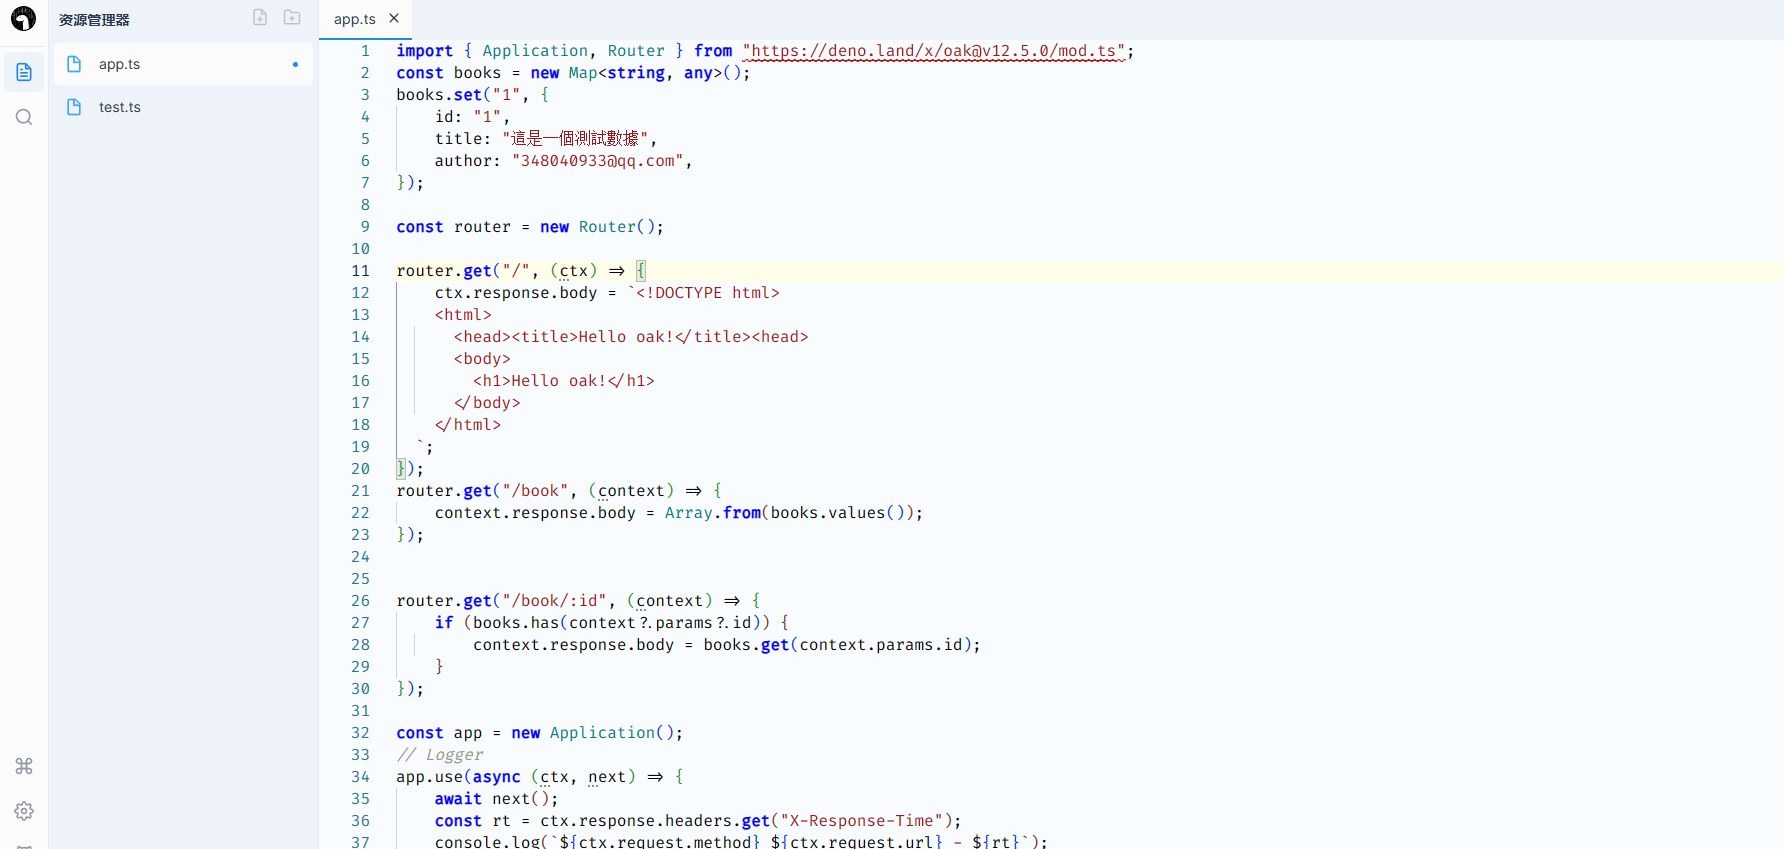 资源管理器
app.ts
test.ts
app.ts
1 import { Application, Router } from "https://deno.land/x/oak@v12.5.0/mod.ts";
2 const books = new Map<string, any>();
3 books.set("1", {
4     id: "1",
5     title: "這是一個測試數據",
6     author: "348040933@qq.com",
7 });
8
9 const router = new Router();
10
11 router.get("/", (ctx) => {
12     ctx.response.body = `<!DOCTYPE html>
13     <html>
14       <head><title>Hello oak!</title><head>
15       <body>
16         <h1>Hello oak!</h1>
17       </body>
18     </html>
19   `;
20 });
21 router.get("/book", (context) => {
22     context.response.body = Array.from(books.values());
23 });
24
25
26 router.get("/book/:id", (context) => {
27     if (books.has(context?.params?.id)) {
28         context.response.body = books.get(context.params.id);
29     }
30 });
31
32 const app = new Application();
33 // Logger
34 app.use(async (ctx, next) => {
35     await next();
36     const rt = ctx.response.headers.get("X-Response-Time");
37     console.log(`${ctx.request.method} ${ctx.request.url} - ${rt}`);